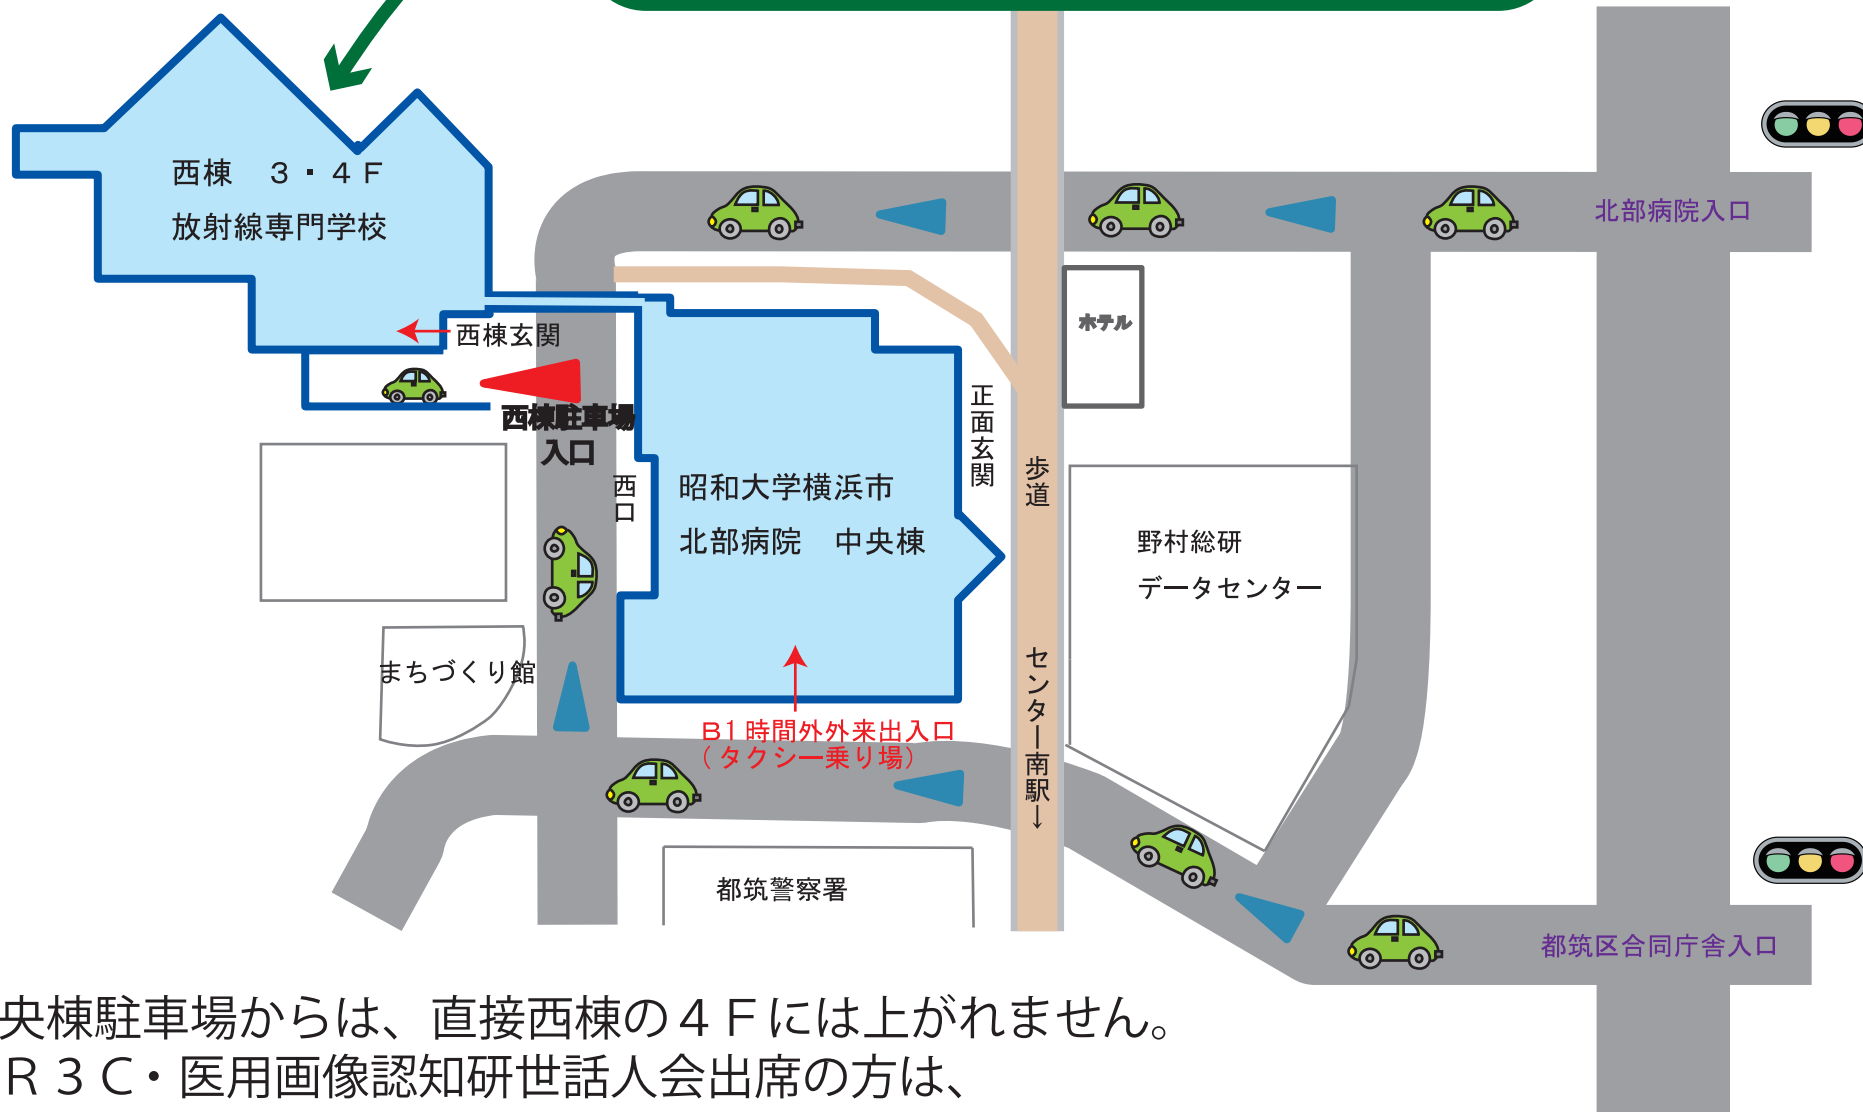 西棟　３・４Ｆ
放射線専門学校
北部病院入口
ホテル
西棟玄関
西棟駐車場
入口
正面玄関
西口
昭和大学横浜市
北部病院　中央棟
歩道
野村総研
データセンター
まちづくり館
センター南駅→
B1時間外外来出入口
（タクシー乗り場）
都筑警察署
都筑区合同庁舎入口
央棟駐車場からは、直接西棟の４Ｆには上がれません。
Ｒ３Ｃ・医用画像認知研世話人会出席の方は、